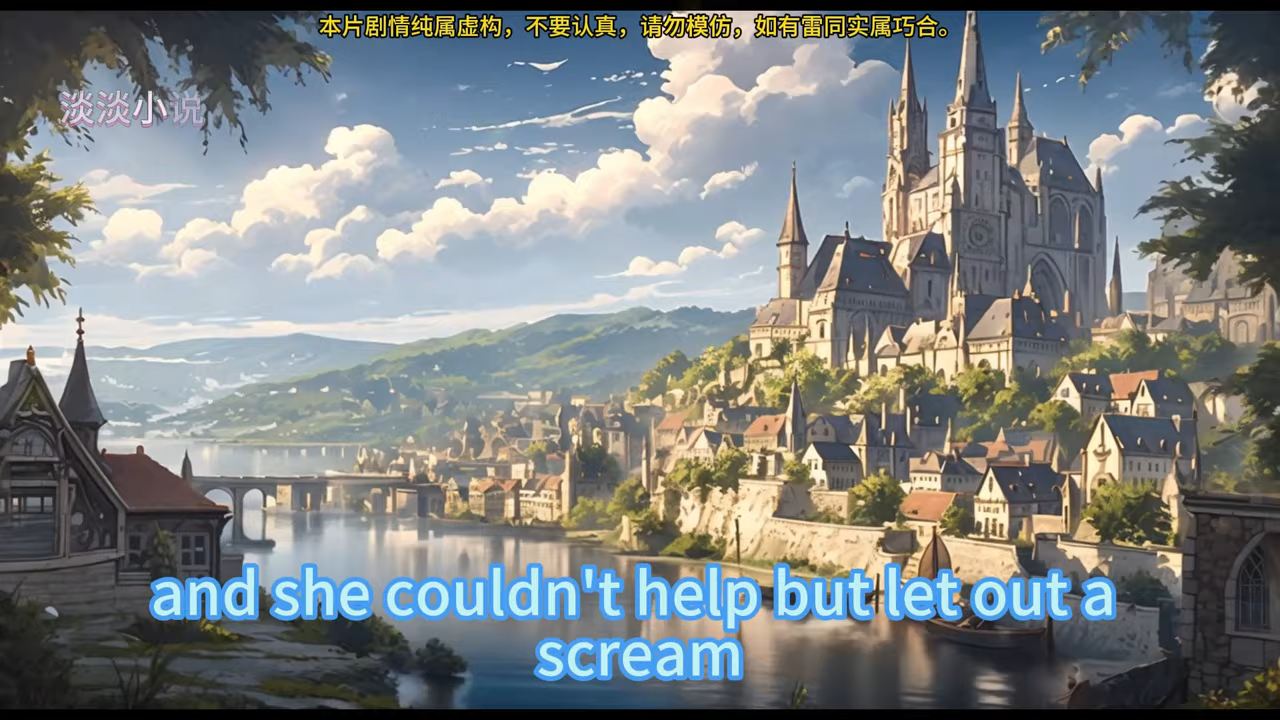 本片剧情纯属虚构，不要认真，请勿模仿，如有雷同实属巧合。
淡淡小说
and she couldn't help but let out a
scream